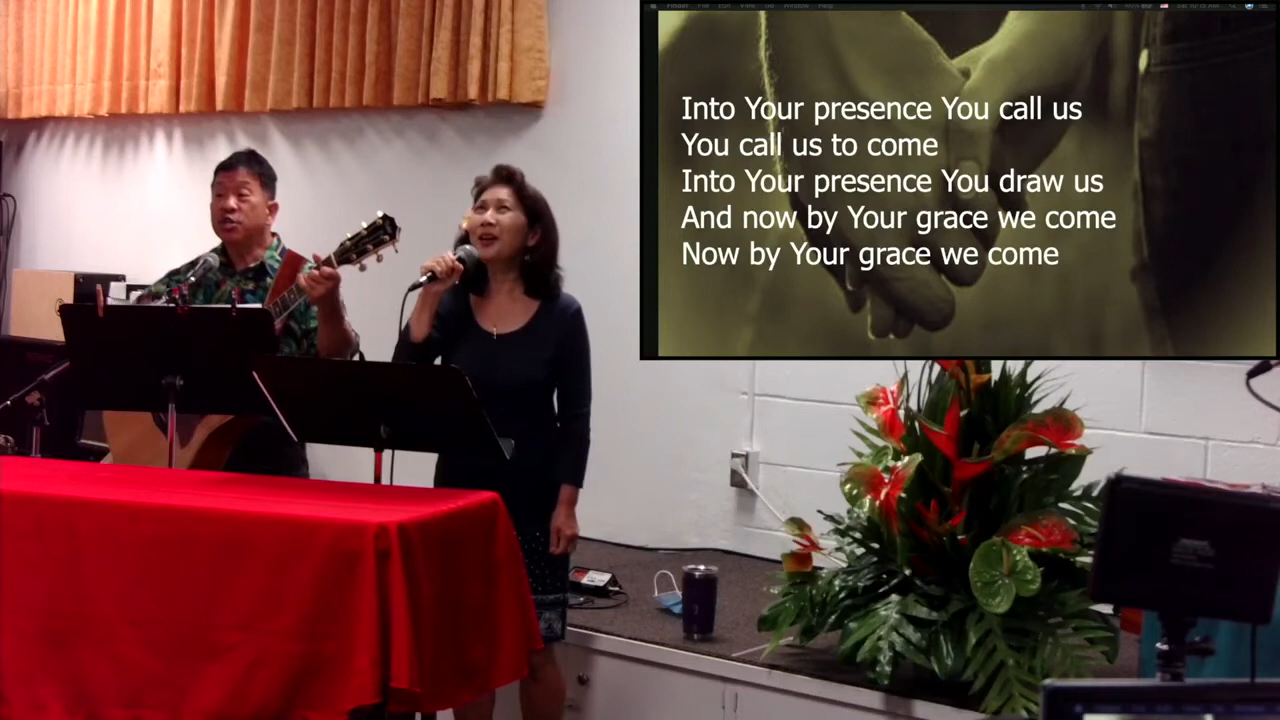 Into Your presence You call us
You call us to come
Into Your presence You draw us
And now by Your grace we come
Now by Your grace we come